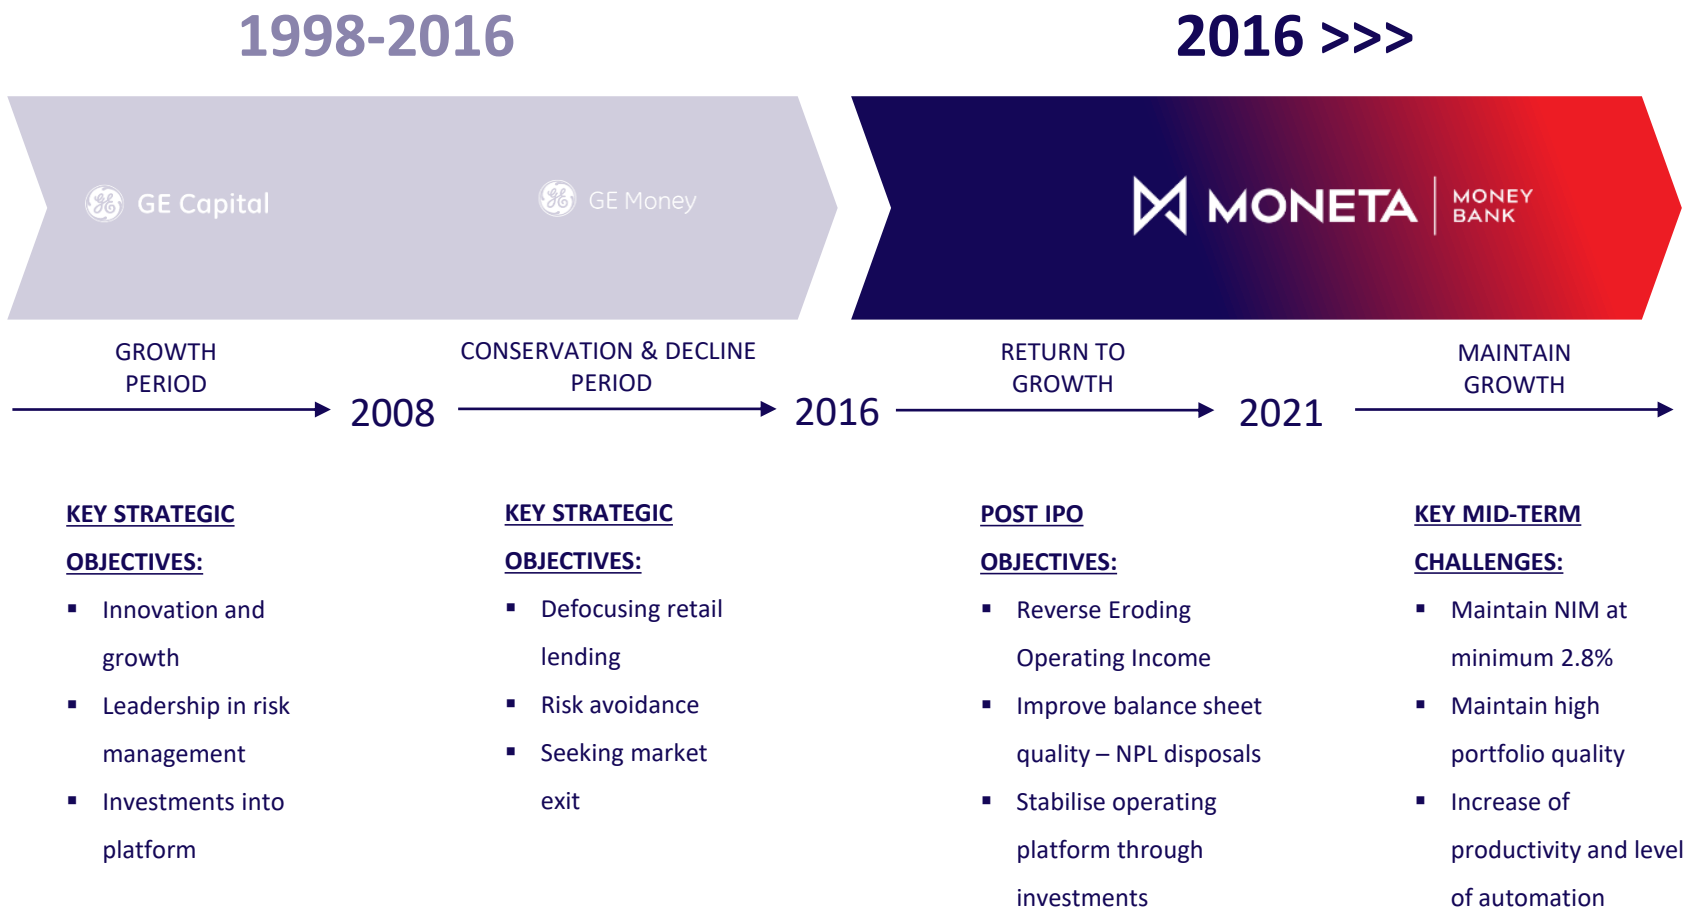 1998-2016
2016 >>>
GE Capital
GE Money
MONETA
MONEY
BANK
GROWTH
PERIOD
CONSERVATION & DECLINE
PERIOD
RETURN TO
GROWTH
MAINTAIN
GROWTH
2008
2016
2021
KEY STRATEGIC
OBJECTIVES:
▪ Innovation and
growth
▪ Leadership in risk
management
▪ Investments into
platform
KEY STRATEGIC
OBJECTIVES:
▪ Defocusing retail
lending
▪ Risk avoidance
▪ Seeking market
exit
POST IPO
OBJECTIVES:
▪ Reverse Eroding
Operating Income
▪ Improve balance sheet
quality – NPL disposals
▪ Stabilise operating
platform through
investments
KEY MID-TERM
CHALLENGES:
▪ Maintain NIM at
minimum 2.8%
▪ Maintain high
portfolio quality
▪ Increase of
productivity and level
of automation